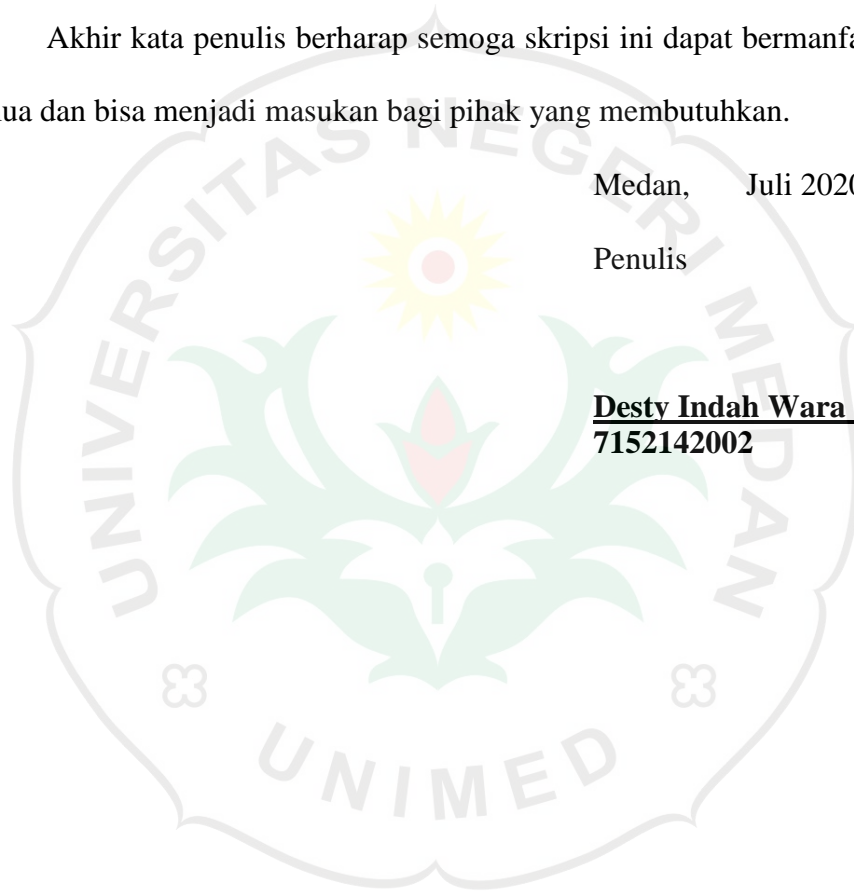 Akhir kata penulis berharap semoga skripsi ini dapat bermanfa
ua dan bisa menjadi masukan bagi pihak yang membutuhkan.
Medan, Juli 2020
Penulis
Desty Indah Wara
7152142002
UNIVERSITAS NEGERI MEDAN
UNIMED